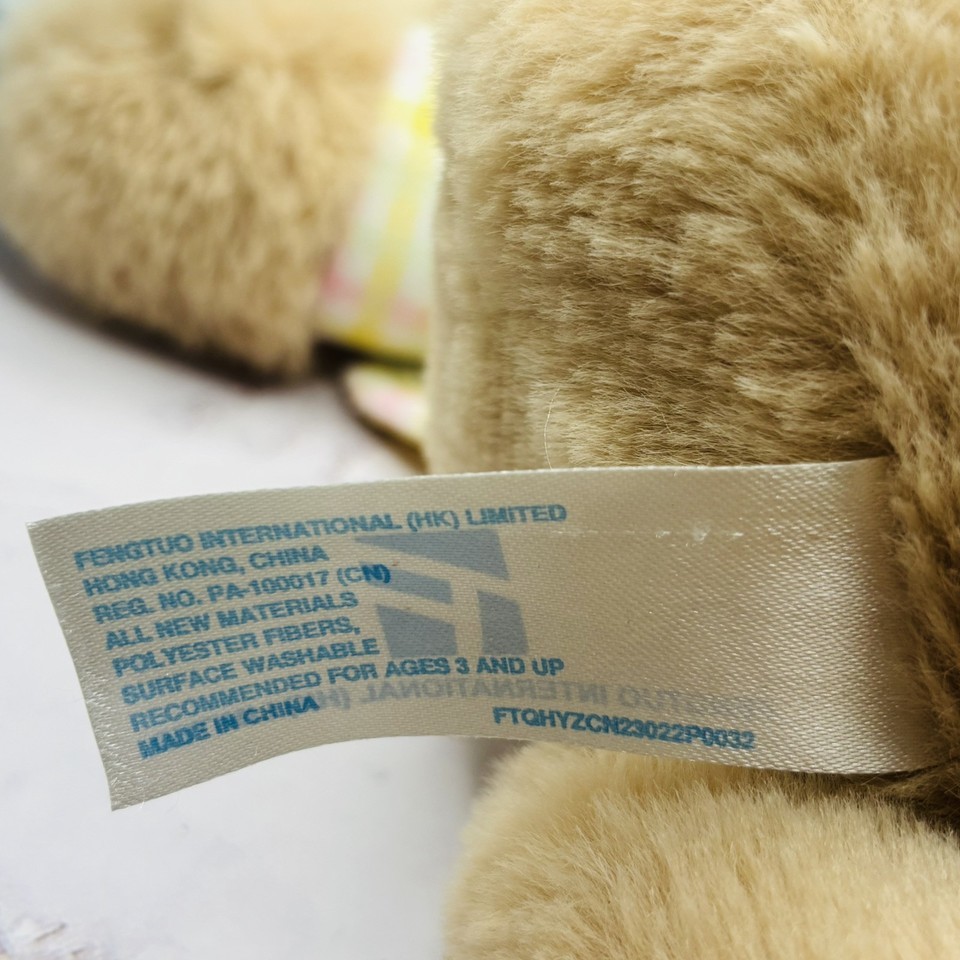 FENGTUO INTERNATIONAL (HK) LIMITED
HONG KONG, CHINA
REG. NO. PA-100017 (CN)
ALL NEW MATERIALS
POLYESTER FIBERS,
SURFACE WASHABLE
RECOMMENDED FOR AGES 3 AND UP
MADE IN CHINA
FTQHYZCN23022P0032